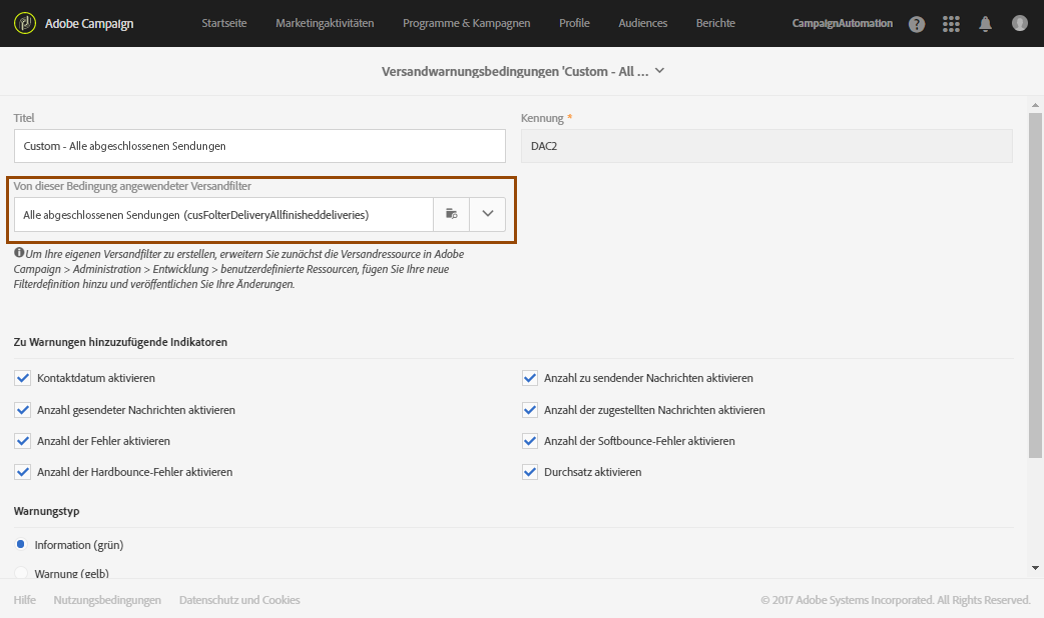 Adobe Campaign
Startseite Marketingaktivitäten Programme & Kampagnen Profile Audiences Berichte CampaignAutomation ?
Versandwarnungsbedingungen 'Custom - All ...
Titel Kennung *
Custom - Alle abgeschlossenen Sendungen DAC2
Von dieser Bedingung angewendeter Versandfilter
Alle abgeschlossenen Sendungen (cusFolterDeliveryAllfinisheddeliveries)
Um Ihre eigenen Versandfilter zu erstellen, erweitern Sie zunächst die Versandressource in Adobe
Campaign > Administration > Entwicklung > benutzerdefinierte Ressourcen, fügen Sie Ihre neue
Filterdefinition hinzu und veröffentlichen Sie Ihre Änderungen.
Zu Warnungen hinzuzufügende Indikatoren
Kontaktdatum aktivieren Anzahl zu sendender Nachrichten aktivieren
Anzahl gesendeter Nachrichten aktivieren Anzahl der zugestellten Nachrichten aktivieren
Anzahl der Fehler aktivieren Anzahl der Softbounce-Fehler aktivieren
Anzahl der Hardbounce-Fehler aktivieren Durchsatz aktivieren
Warnungstyp
Information (grün)
Warnung (gelb)
Hilfe Nutzungsbedingungen Datenschutz und Cookies © 2017 Adobe Systems Incorporated. All Rights Reserved.